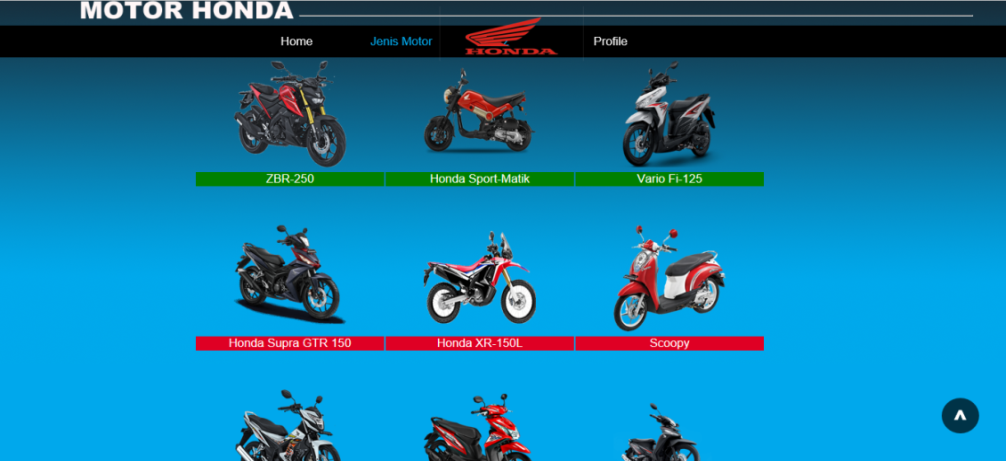 MOTOR HONDA
Home Jenis Motor HONDA Profile
ZBR-250 Honda Sport-Matik Vario Fi-125
Honda Supra GTR 150 Honda XR-150L Scoopy